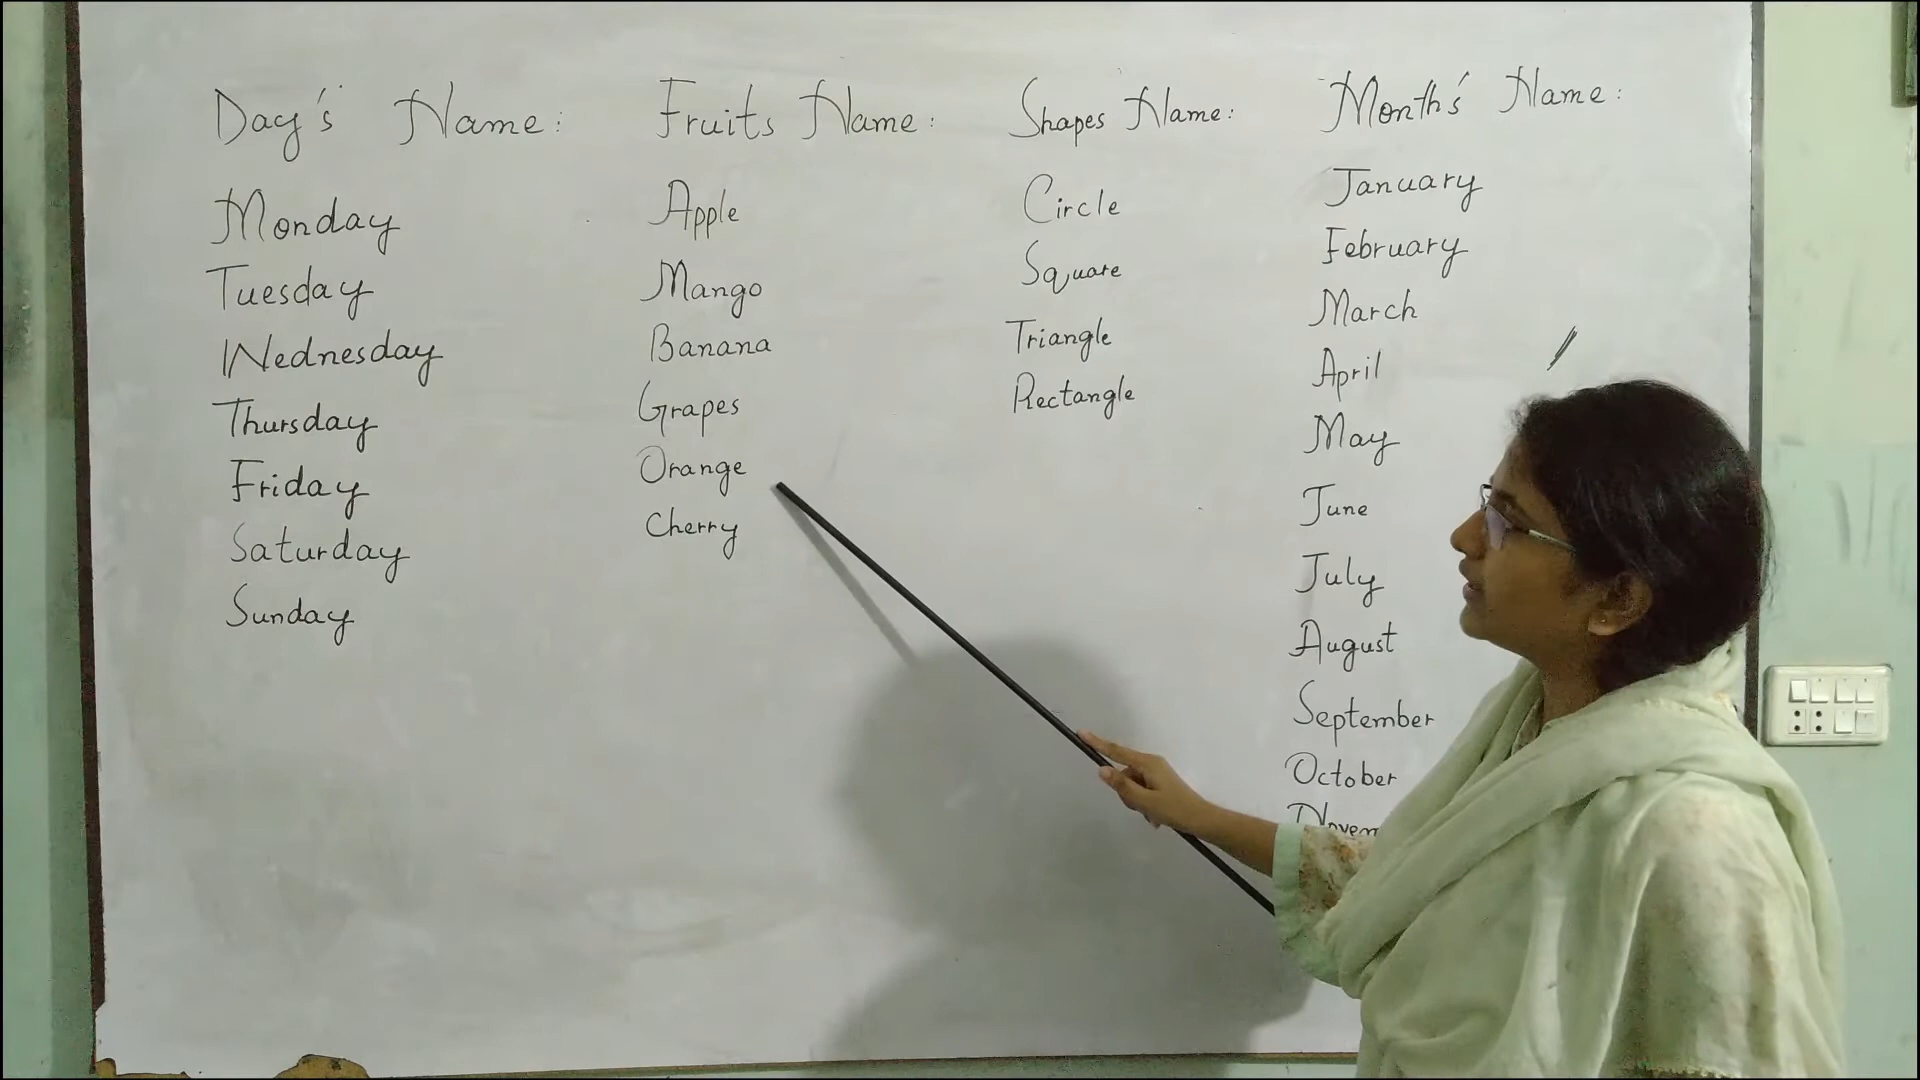 Day's Name:
Monday
Tuesday
Wednesday
Thursday
Friday
Saturday
Sunday
Fruits Name:
Apple
Mango
Banana
Grapes
Orange
Cherry
Shapes Name:
Circle
Square
Triangle
Rectangle
Month's Name:
January
February
March
April
May
June
July
August
September
October
Novem